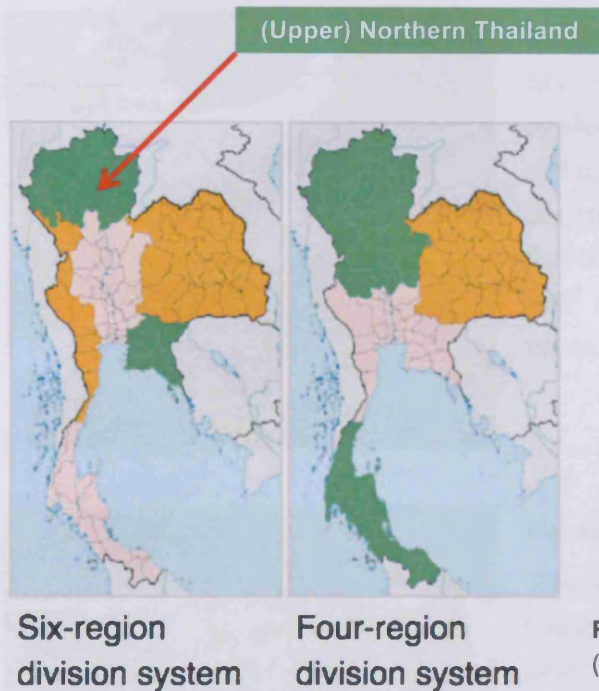 (Upper) Northern Thailand
Six-region
division system
Four-region
division system